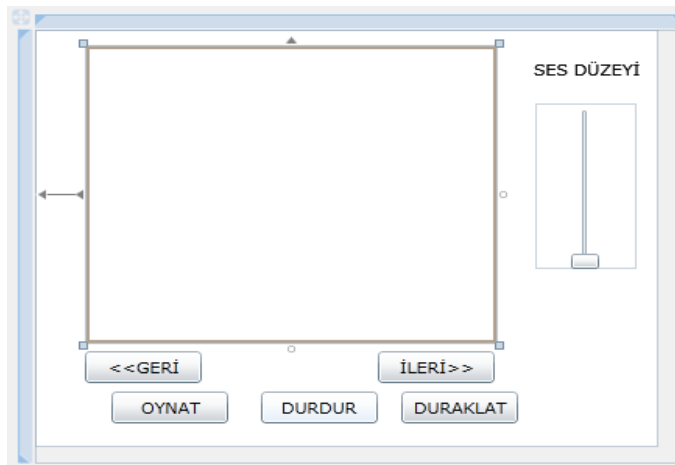 SES DÜZEYİ
<<GERİ
İLERİ>>
OYNAT
DURDUR
DURAKLAT